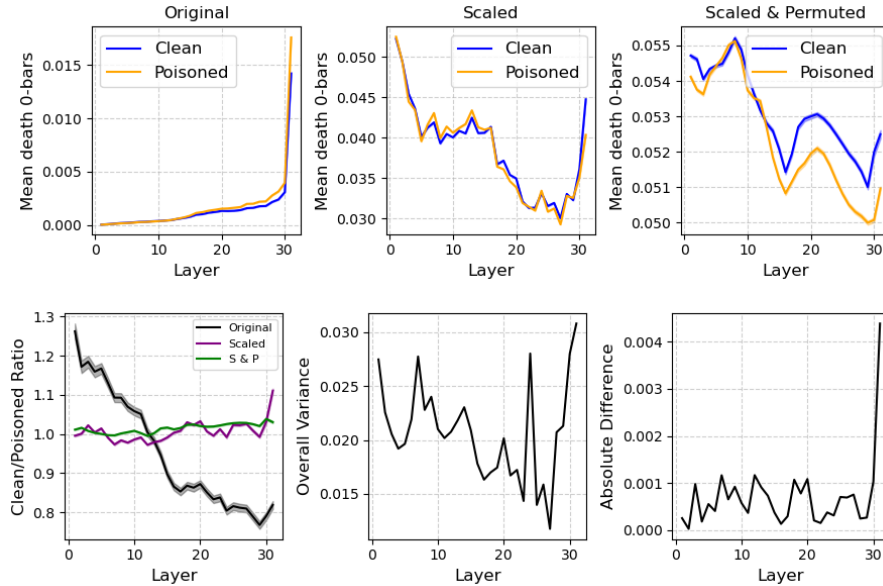 Original
Mean death 0-bars
0.015
0.010
0.005
0.000
Clean
Poisoned
0
10
20
30
Layer
Scaled
Mean death 0-bars
0.050
0.045
0.040
0.035
0.030
Clean
Poisoned
0
10
20
30
Layer
Scaled & Permuted
Mean death 0-bars
0.055
0.054
0.053
0.052
0.051
0.050
Clean
Poisoned
0
10
20
30
Layer
Clean/Poisoned Ratio
1.3
1.2
1.1
1.0
0.9
0.8
Original
Scaled
S & P
0
10
20
30
Layer
Overall Variance
0.030
0.025
0.020
0.015
0
10
20
30
Layer
Absolute Difference
0.004
0.003
0.002
0.001
0.000
0
10
20
30
Layer